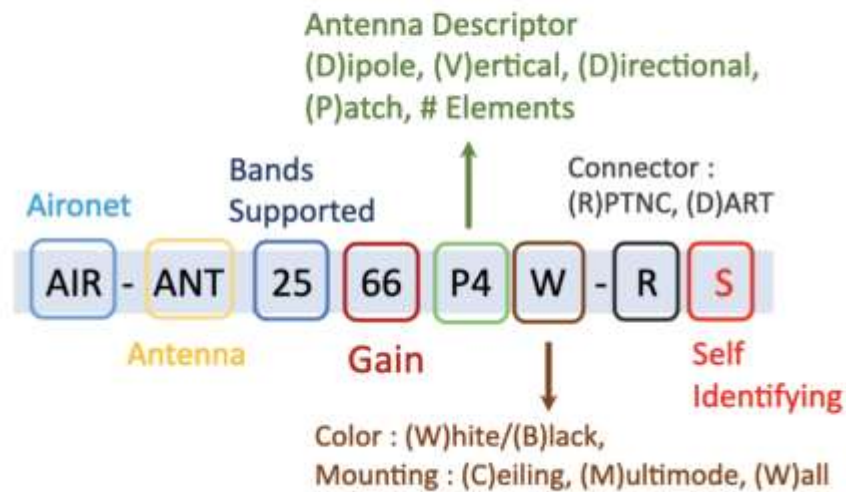 Antenna Descriptor
(D)ipole, (V)ertical, (D)irectional,
(P)atch, # Elements
Bands
Supported
Connector :
(R)PTNC, (D)ART
Aironet
AIR - ANT 25 66 P4 W - R S
Antenna
Gain
Self
Identifying
Color : (W)hite/(B)lack,
Mounting : (C)eiling, (M)ultimode, (W)all